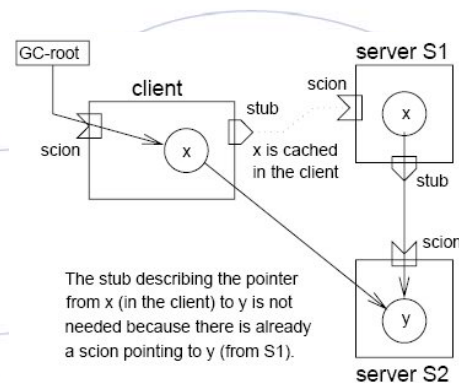 GC-root
client
server S1
scion
stub
scion
x
x
x is cached
in the client
stub
scion
The stub describing the pointer
from x (in the client) to y is not
needed because there is already
a scion pointing to y (from S1).
y
server S2